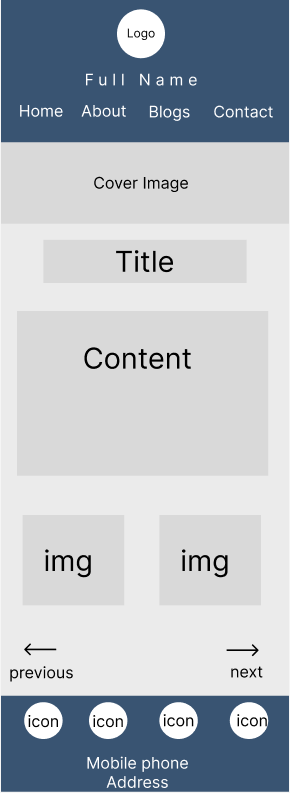 Logo
Full Name
Home About Blogs Contact
Cover Image
Title
Content
img img
previous next
icon icon icon icon
Mobile phone
Address